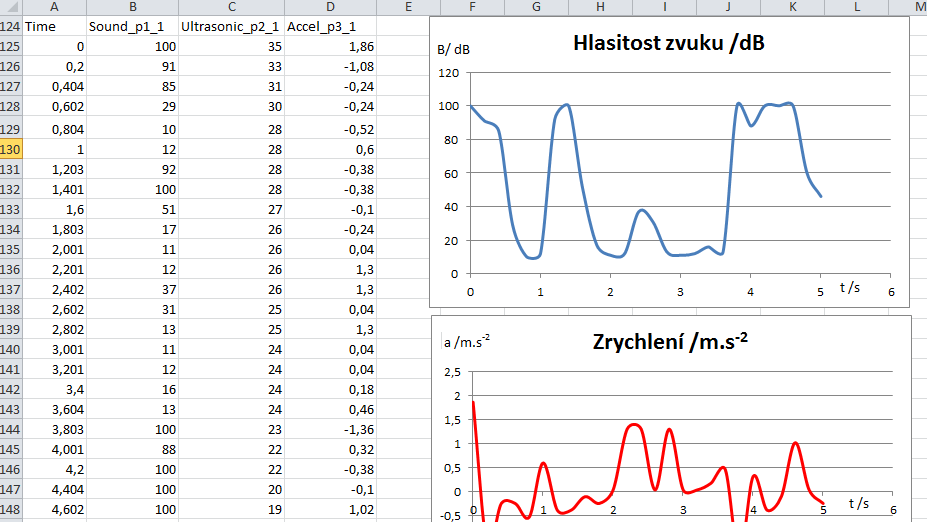 A B C D E F G H I J K L M
124 Time Sound_p1_1 Ultrasonic_p2_1 Accel_p3_1
125 0 100 35 1,86
126 0,2 91 33 -1,08
127 0,404 85 31 -0,24
128 0,602 29 30 -0,24
129 0,804 10 28 -0,52
130 1 12 28 0,6
131 1,203 92 28 -0,38
132 1,401 100 28 -0,38
133 1,6 51 27 -0,1
134 1,803 17 26 -0,24
135 2,001 11 26 0,04
136 2,201 12 26 1,3
137 2,402 37 26 1,3
138 2,602 31 25 0,04
139 2,802 13 25 1,3
140 3,001 11 24 0,04
141 3,201 12 24 0,04
142 3,4 16 24 0,18
143 3,604 13 24 0,46
144 3,803 100 23 -1,36
145 4,001 88 22 0,32
146 4,2 100 22 -0,38
147 4,404 100 20 -0,1
148 4,602 100 19 1,02
Hlasitost zvuku /dB
B/ dB
120
100
80
60
40
20
0
0 1 2 3 4 5 6
t /s
Zrychlení /m.s-2
a /m.s-2
2,5
2
1,5
1
0,5
0
-0,5
0 1 2 3 4 5 6
t /s